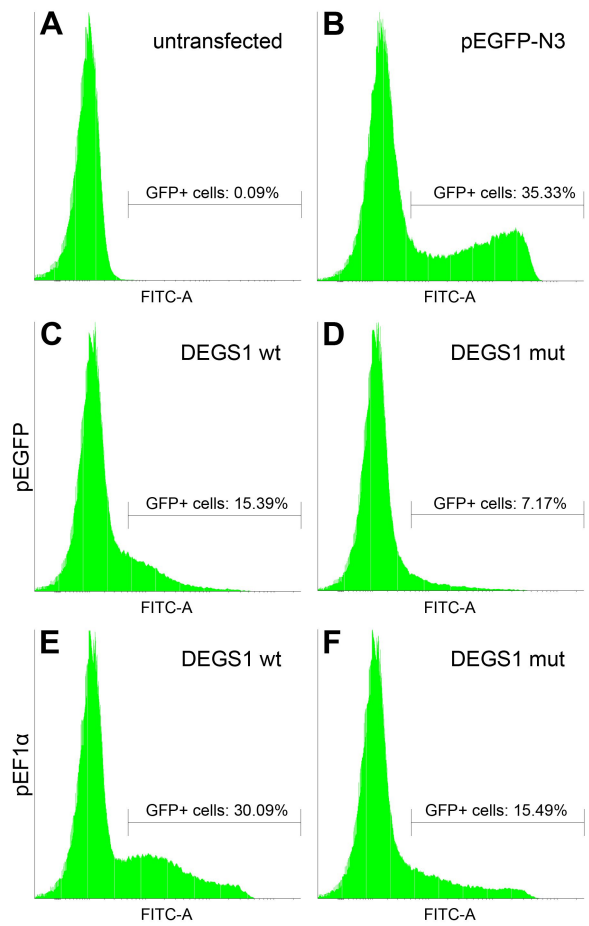 A
untransfected
GFP+ cells: 0.09%
FITC-A
B
pEGFP-N3
GFP+ cells: 35.33%
FITC-A
pEGFP
C
DEGS1 wt
GFP+ cells: 15.39%
FITC-A
D
DEGS1 mut
GFP+ cells: 7.17%
FITC-A
pEF1α
E
DEGS1 wt
GFP+ cells: 30.09%
FITC-A
F
DEGS1 mut
GFP+ cells: 15.49%
FITC-A